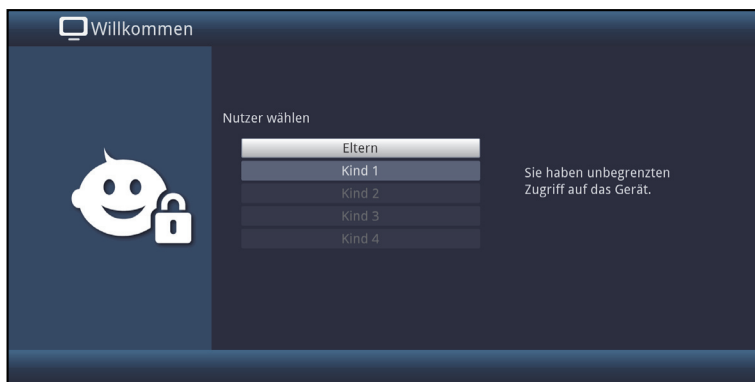 Willkommen
Nutzer wählen
Eltern
Kind 1
Kind 2
Kind 3
Kind 4
Sie haben unbegrenzten
Zugriff auf das Gerät.